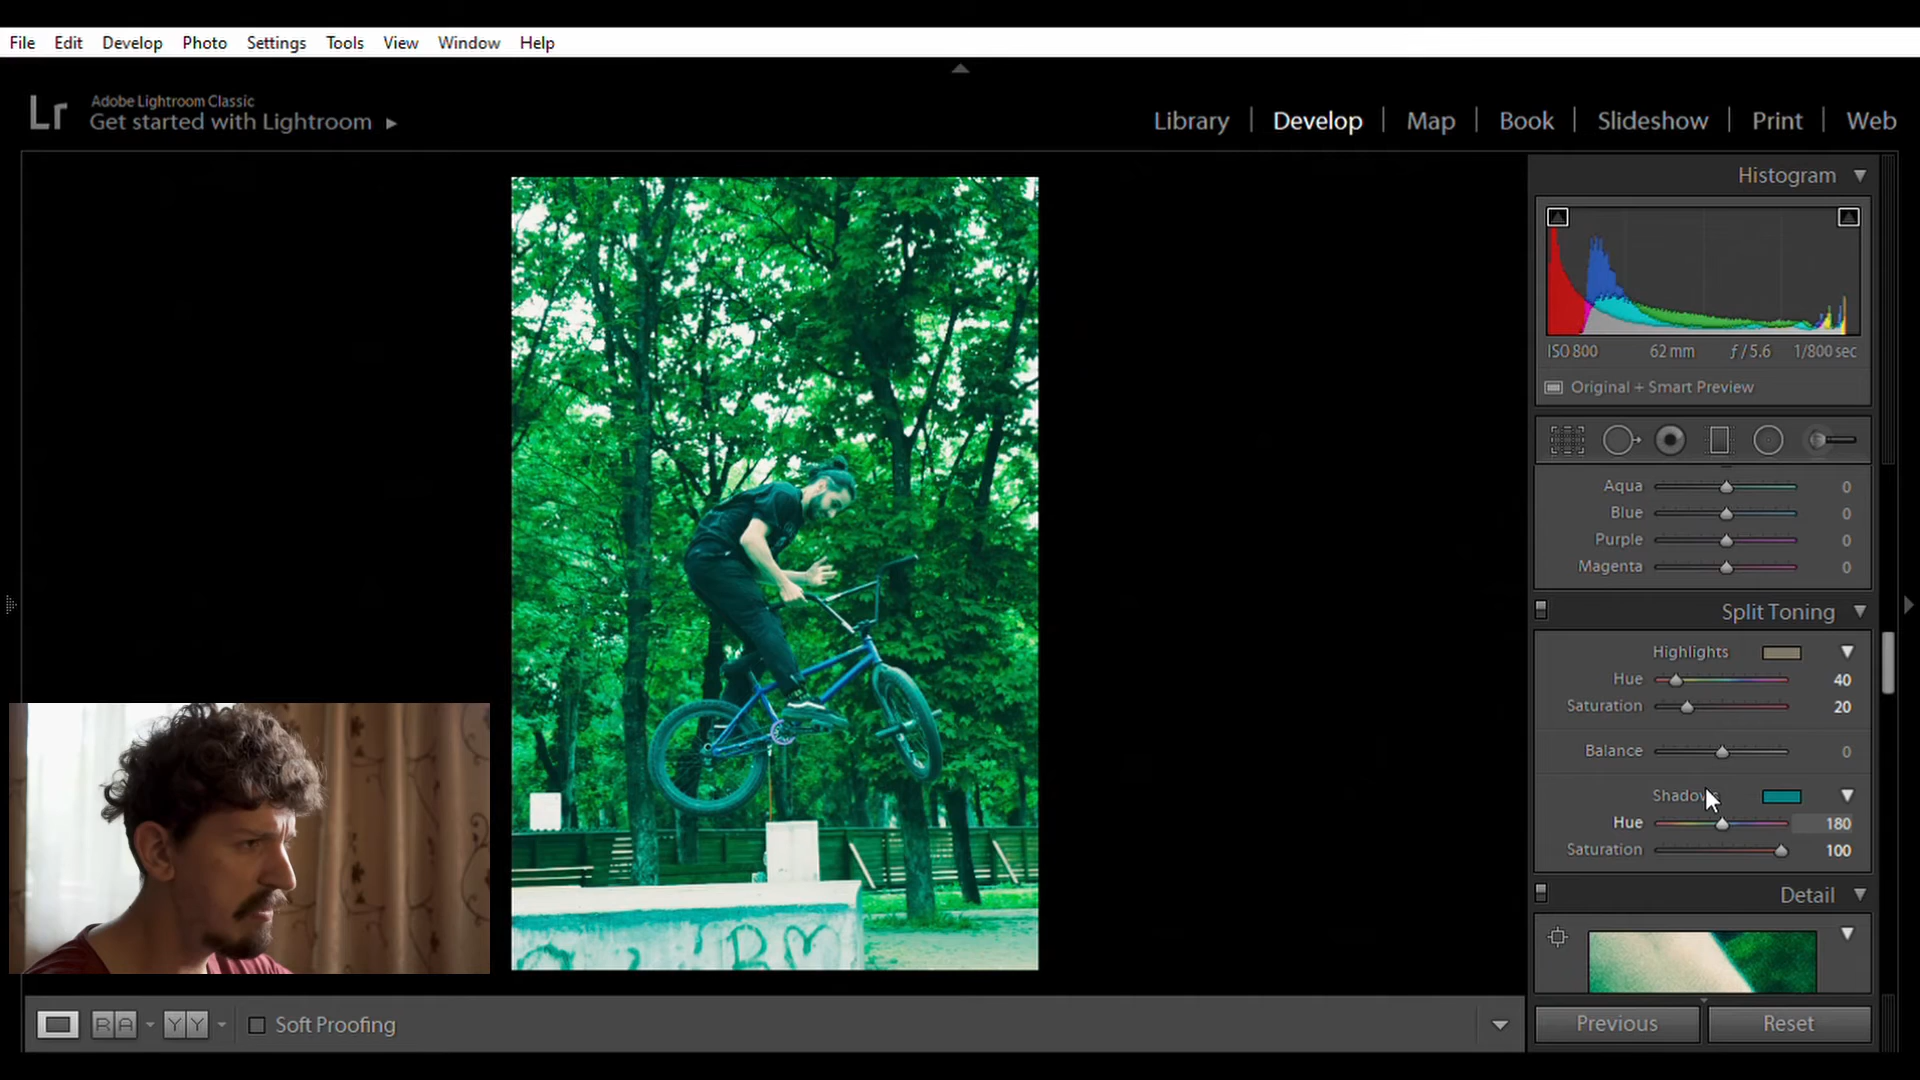 File Edit Develop Photo Settings Tools View Window Help
Lr
Adobe Lightroom Classic
Get started with Lightroom
Library | Develop | Map | Book | Slideshow | Print | Web
Histogram
ISO 800 62 mm ƒ / 5.6 1/800 sec
Original + Smart Preview
Aqua 0
Blue 0
Purple 0
Magenta 0
Split Toning
Highlights
Hue 40
Saturation 20
Balance 0
Shadows
Hue 180
Saturation 100
Detail
R A Y Y Soft Proofing
Previous Reset